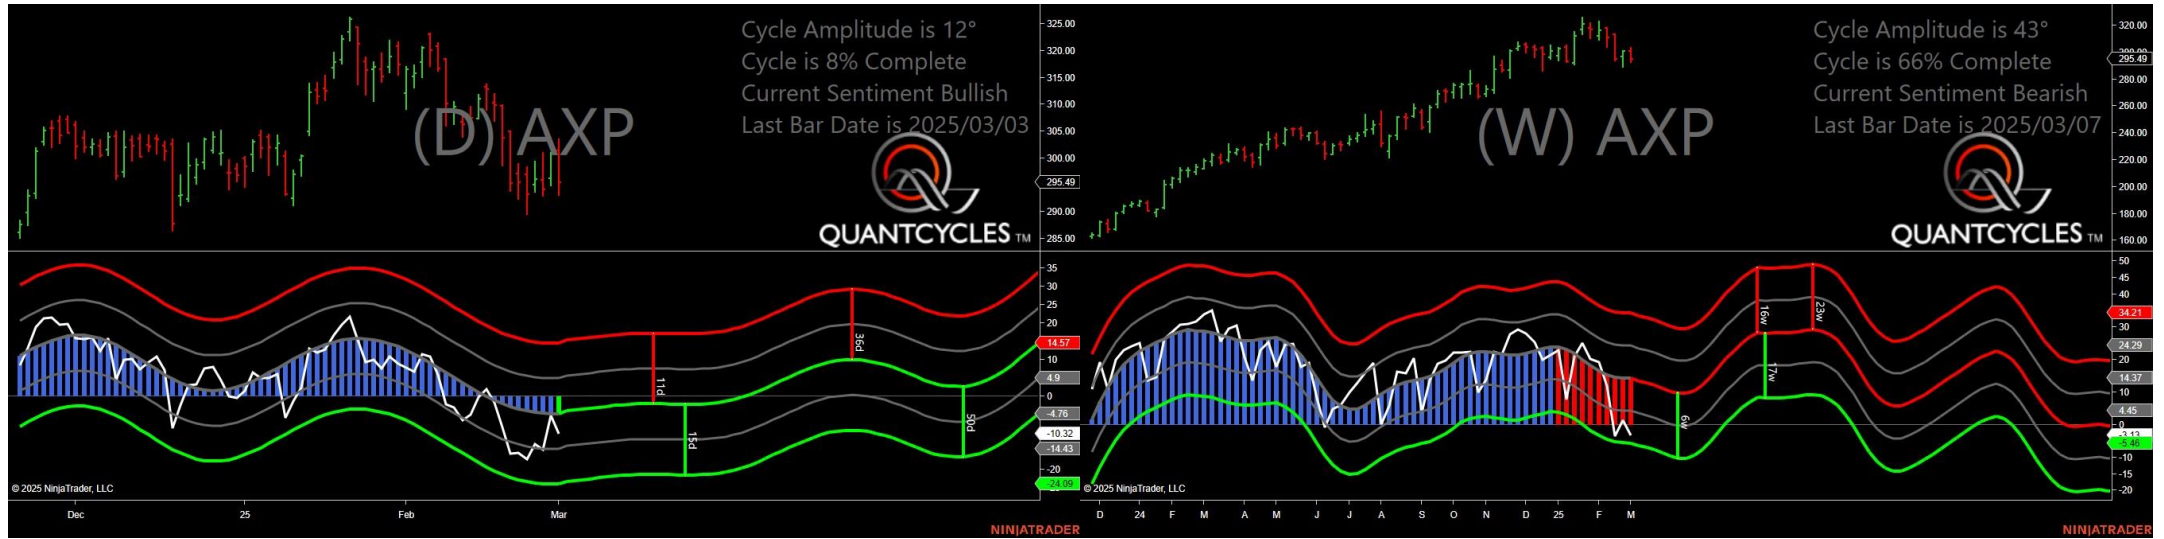 Cycle Amplitude is 12°
Cycle is 8% Complete
Current Sentiment Bullish
Last Bar Date is 2025/03/03
(D) AXP
QUANTCYCLES TM
325.00
320.00
315.00
310.00
305.00
300.00
295.49
290.00
285.00
35
30
25
20
14.57
10
4.9
0
-4.76
-10.32
-14.43
-20
-24.09
11d
15d
36d
50d
© 2025 NinjaTrader, LLC
Dec
25
Feb
Mar
NINJATRADER
Cycle Amplitude is 43°
Cycle is 66% Complete
Current Sentiment Bearish
Last Bar Date is 2025/03/07
(W) AXP
QUANTCYCLES TM
320.00
300.00
295.49
280.00
260.00
240.00
220.00
200.00
180.00
160.00
50
45
40
34.21
30
24.29
20
14.37
10
4.45
0
-3.13
-5.46
-10
-15
-20
6w
16w
17w
23w
© 2025 NinjaTrader, LLC
D
24
F
M
A
M
J
J
A
S
O
N
D
25
F
M
NINJATRADER